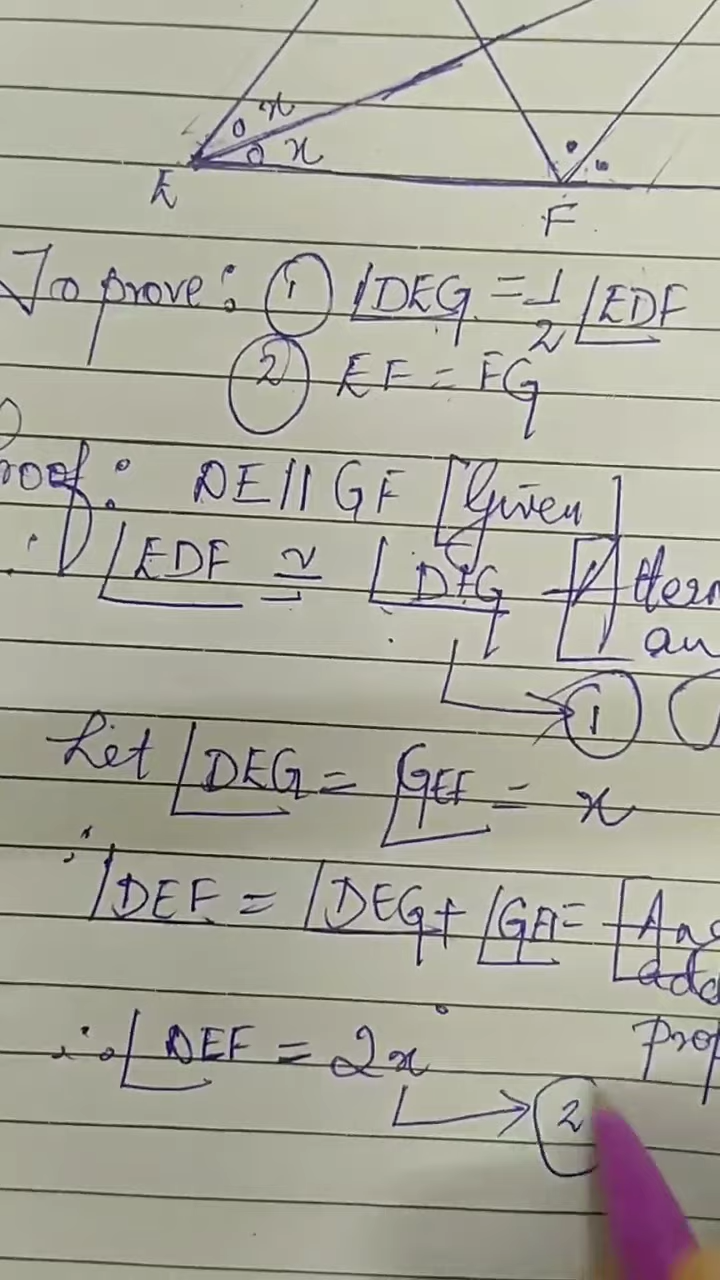 x
x
E
F
To prove: ① ∠DEG = 1/2 ∠EDF
② EF = FG
Proof: DE || GF [Given]
∴ ∠EDF ≅ ∠DFG
①
Let ∠DEG = ∠GEF = x
∴ ∠DEF = ∠DEG + ∠GEF
∴ ∠DEF = 2x°
②